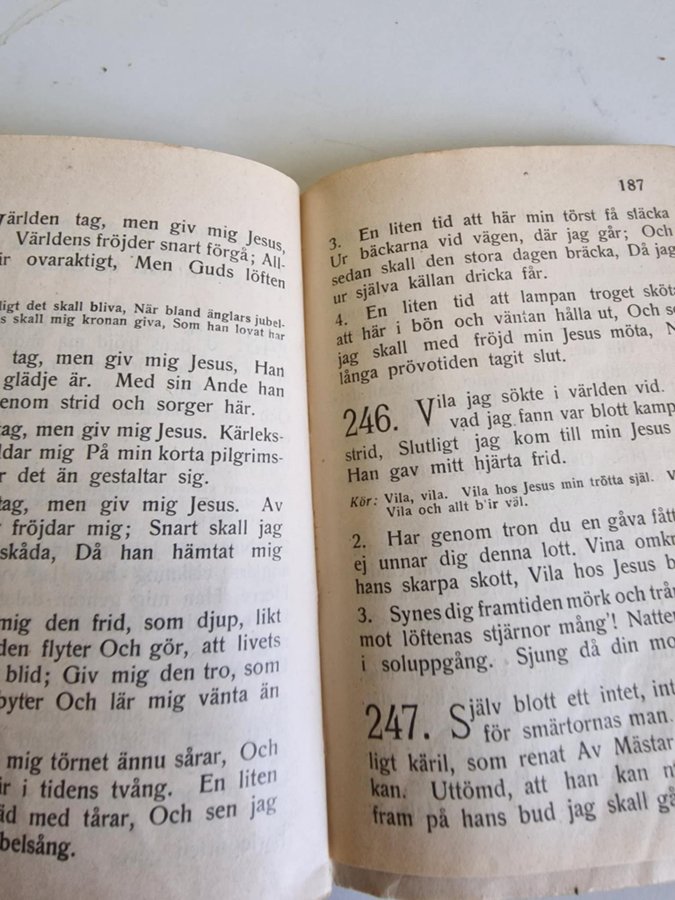 Världen tag, men giv mig Jesus,
Världens fröjder snart förgå; All-
är ovaraktigt, Men Guds löften
ligt det skall bliva, När bland änglars jubel-
s skall mig kronan giva, Som han lovat har
tag, men giv mig Jesus, Han
glädje är. Med sin Ande han
enom strid och sorger här.
tag, men giv mig Jesus. Kärleks-
ldar mig På min korta pilgrims-
r det än gestaltar sig.
tag, men giv mig Jesus. Av
fröjdar mig; Snart skall jag
skåda, Då han hämtat mig
mig den frid, som djup, likt
den flyter Och gör, att livets
blid; Giv mig den tro, som
byter Och lär mig vänta än
mig törnet ännu sårar, Och
är i tidens tvång. En liten
äd med tårar, Och sen jag
belsång.
187
3. En liten tid att här min törst få släcka
Ur bäckarna vid vägen, där jag går; Och
sedan skall den stora dagen bräcka, Då jag
ur själva källan dricka får.
4. En liten tid att lampan troget sköta
att här i bön och väntan hålla ut, Och se
jag skall med fröjd min Jesus möta, N
långa prövotiden tagit slut.
246. Vila jag sökte i världen vid.
vad jag fann var blott kamp
strid, Slutligt jag kom till min Jesus
Han gav mitt hjärta frid.
Kör: Vila, vila. Vila hos Jesus min trötta själ. V
Vila och allt b'ir väl.
2. Har genom tron du en gåva fått
ej unnar dig denna lott. Vina omkr
hans skarpa skott, Vila hos Jesus b
3. Synes dig framtiden mörk och trån
mot löftenas stjärnor mång'! Natten
i soluppgång. Sjung då din mo
247. Själv blott ett intet, int
för smärtornas man.
ligt käril, som renat Av Mästar
kan. Uttömd, att han kan n
fram på hans bud jag skall gå